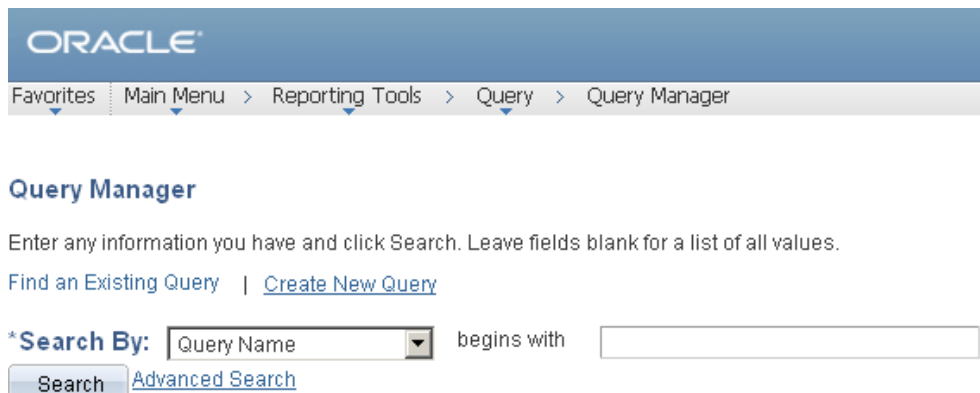 ORACLE
Favorites Main Menu > Reporting Tools > Query > Query Manager
Query Manager
Enter any information you have and click Search. Leave fields blank for a list of all values.
Find an Existing Query | Create New Query
*Search By: Query Name begins with
Search Advanced Search